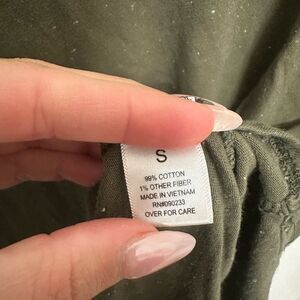 S
99% COTTON
1% OTHER FIBER
MADE IN VIETNAM
RN#090233
OVER FOR CARE